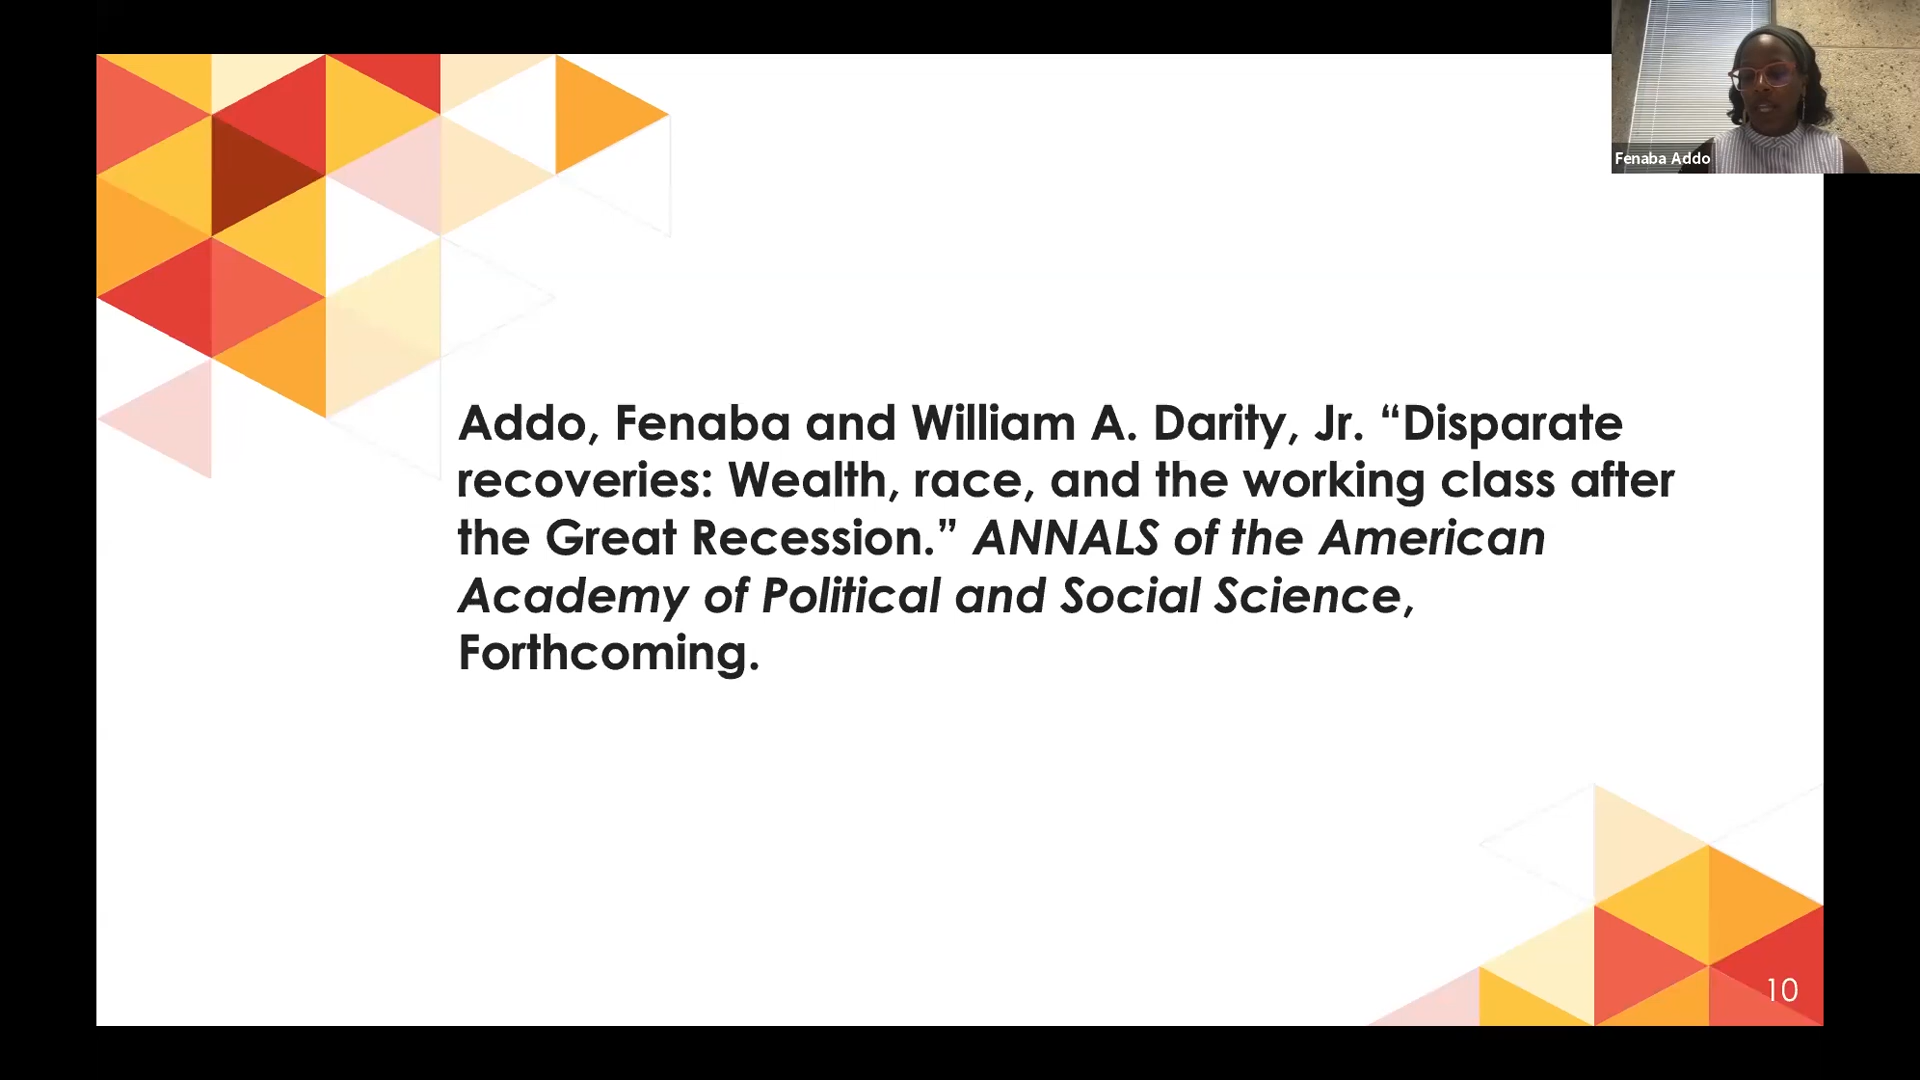 Fenaba Addo
Addo, Fenaba and William A. Darity, Jr. “Disparate
recoveries: Wealth, race, and the working class after
the Great Recession.” ANNALS of the American
Academy of Political and Social Science,
Forthcoming.
10